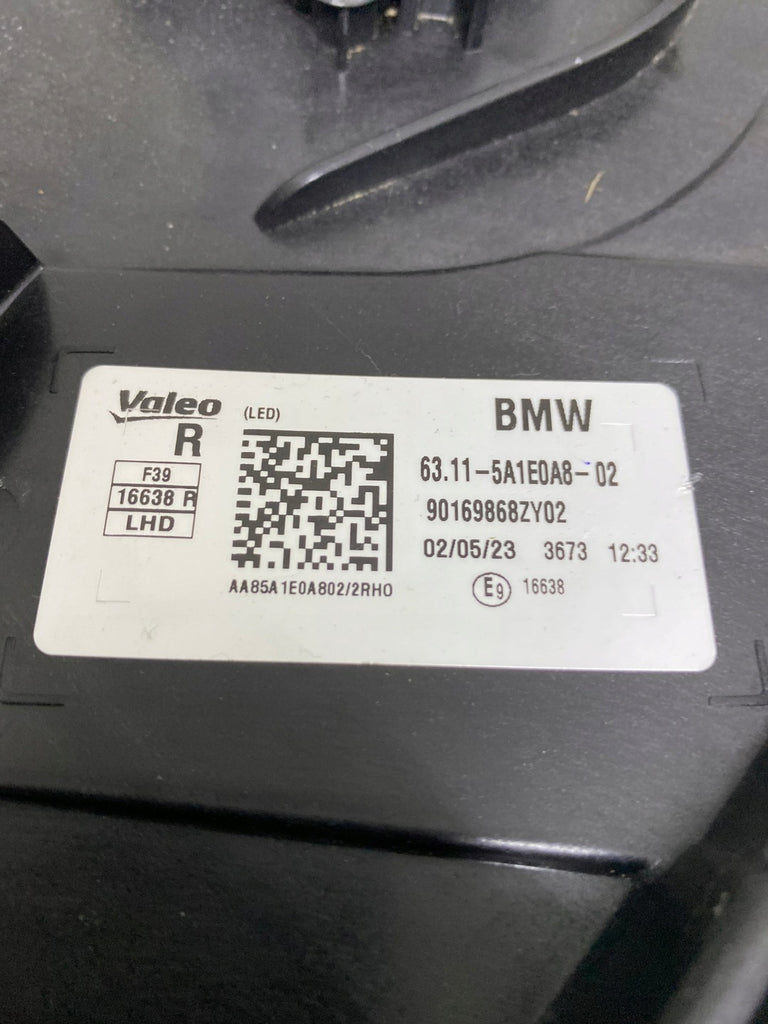 Valeo
(LED)
R
F39
16638 R
LHD
AA85A1E0A802/2RH0
BMW
63.11-5A1E0A8-02
90169868ZY02
02/05/23 3673 12:33
E9 16638